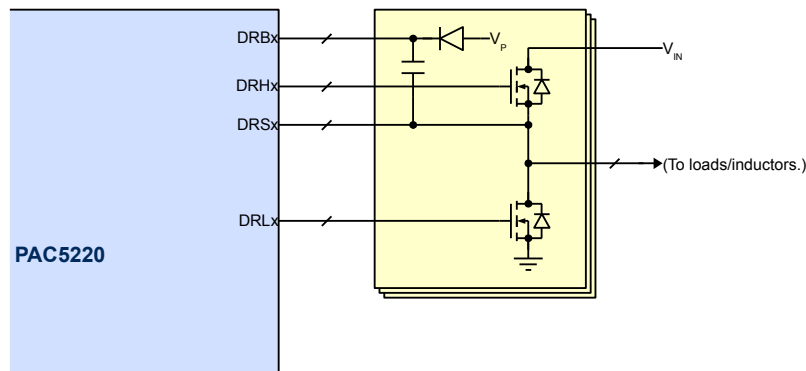 DRBx
V_P
DRHx
V_IN
DRSx
(To loads/inductors.)
DRLx
PAC5220